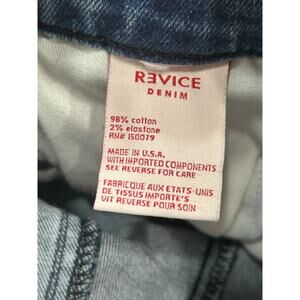 REVICE
DENIM
98% cotton
2% elastane
RN# 150079
MADE IN U.S.A.
WITH IMPORTED COMPONENTS
SEE REVERSE FOR CARE
FABRICQUE AUX ETATS-UNIS
DE TISSUS IMPORTE'S
VIT REVERSE POUR SOIN